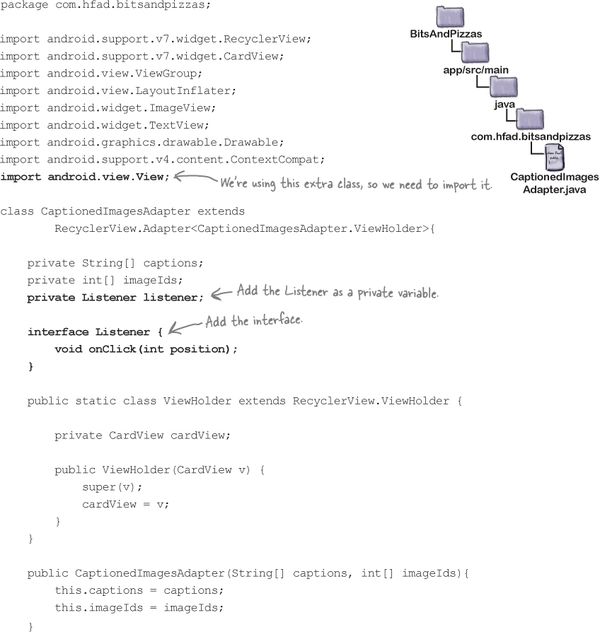 package com.hfad.bitsandpizzas;
import android.support.v7.widget.RecyclerView;
import android.support.v7.widget.CardView;
import android.view.ViewGroup;
import android.view.LayoutInflater;
import android.widget.ImageView;
import android.widget.TextView;
import android.graphics.drawable.Drawable;
import android.support.v4.content.ContextCompat;
import android.view.View;
We're using this extra class, so we need to import it.
BitsAndPizzas
app/src/main
java
com.hfad.bitsandpizzas
CaptionedImages
Adapter.java
class CaptionedImagesAdapter extends
RecyclerView.Adapter<CaptionedImagesAdapter.ViewHolder>{
private String[] captions;
private int[] imageIds;
private Listener listener;
Add the Listener as a private variable.
interface Listener {
Add the interface.
void onClick(int position);
}
public static class ViewHolder extends RecyclerView.ViewHolder {
private CardView cardView;
public ViewHolder(CardView v) {
super(v);
cardView = v;
}
}
public CaptionedImagesAdapter(String[] captions, int[] imageIds){
this.captions = captions;
this.imageIds = imageIds;
}